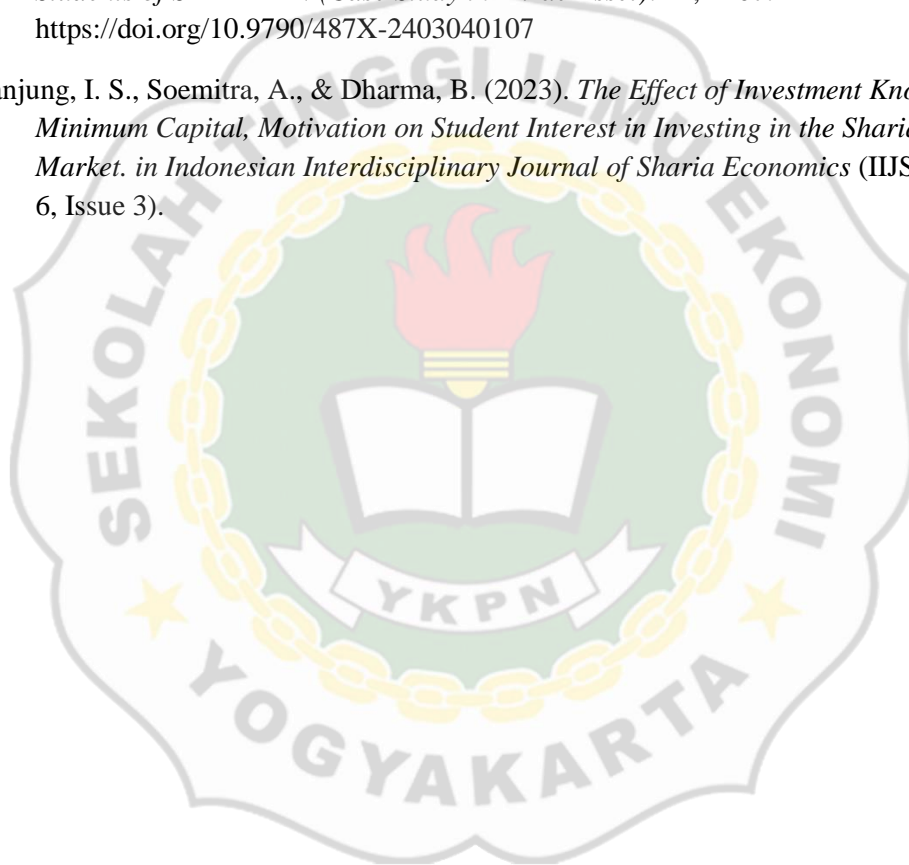 https://doi.org/10.9790/487X-2403040107
anjung, I. S., Soemitra, A., & Dharma, B. (2023). The Effect of Investment Kno
Minimum Capital, Motivation on Student Interest in Investing in the Sharia
Market. in Indonesian Interdisciplinary Journal of Sharia Economics (IIJS
6, Issue 3).
SEKOLAH TINGGI ILMU EKONOMI
YKPN
YOGYAKARTA